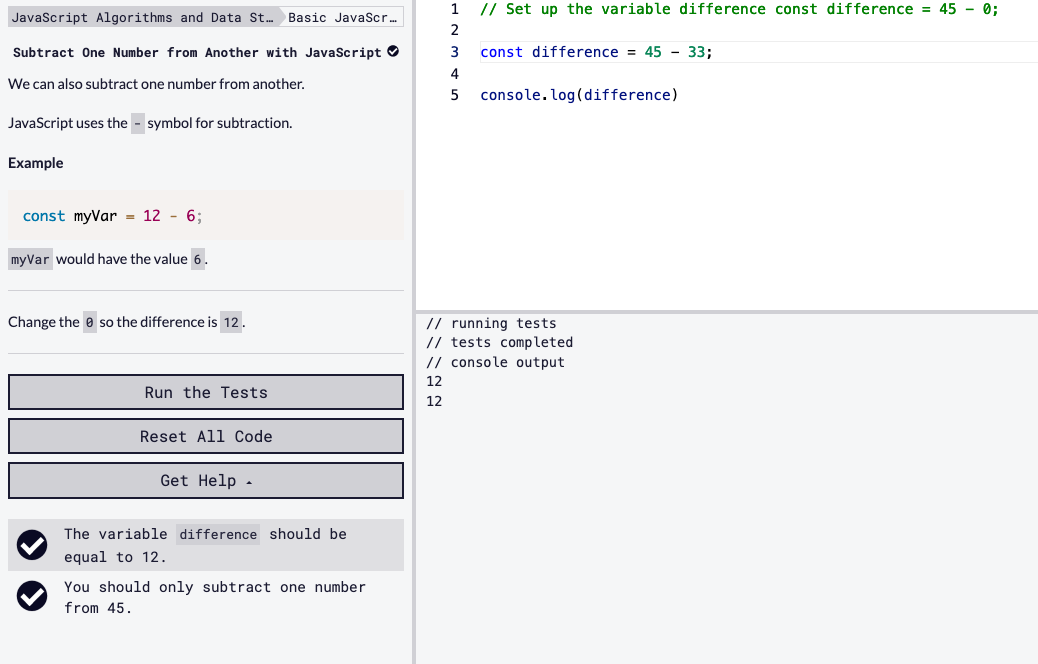 JavaScript Algorithms and Data St… Basic JavaScr…
Subtract One Number from Another with JavaScript
We can also subtract one number from another.
JavaScript uses the - symbol for subtraction.
Example
const myVar = 12 - 6;
myVar would have the value 6.
Change the 0 so the difference is 12.
Run the Tests
Reset All Code
Get Help
The variable difference should be
equal to 12.
You should only subtract one number
from 45.
1 // Set up the variable difference const difference = 45 - 0;
2
3 const difference = 45 - 33;
4
5 console.log(difference)
// running tests
// tests completed
// console output
12
12